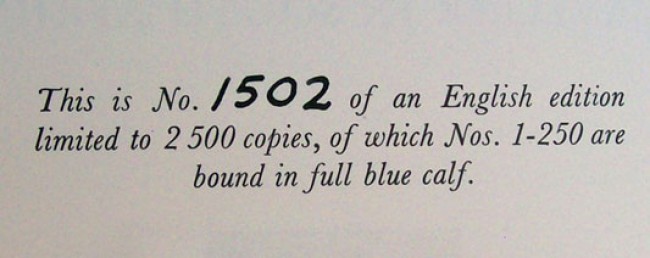 This is No. 1502 of an English edition
limited to 2 500 copies, of which Nos. 1-250 are
bound in full blue calf.